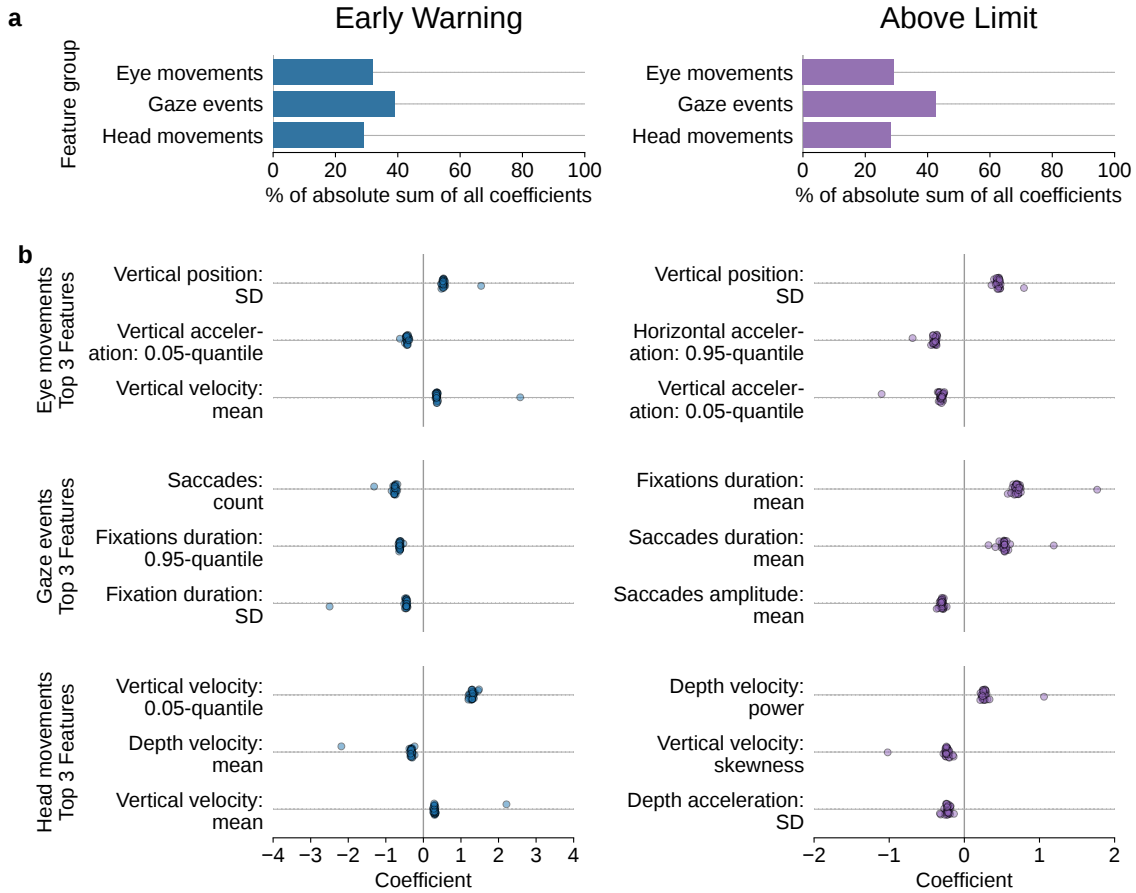 a
Early Warning
Above Limit
Feature group
Eye movements
Gaze events
Head movements
0 20 40 60 80 100
% of absolute sum of all coefficients
Eye movements
Gaze events
Head movements
0 20 40 60 80 100
% of absolute sum of all coefficients
b
Eye movements
Top 3 Features
Vertical position:
SD
Vertical acceler-
ation: 0.05-quantile
Vertical velocity:
mean
Vertical position:
SD
Horizontal acceler-
ation: 0.95-quantile
Vertical acceler-
ation: 0.05-quantile
Gaze events
Top 3 Features
Saccades:
count
Fixations duration:
0.95-quantile
Fixation duration:
SD
Fixations duration:
mean
Saccades duration:
mean
Saccades amplitude:
mean
Head movements
Top 3 Features
Vertical velocity:
0.05-quantile
Depth velocity:
mean
Vertical velocity:
mean
−4 −3 −2 −1 0 1 2 3 4
Coefficient
Depth velocity:
power
Vertical velocity:
skewness
Depth acceleration:
SD
−2 −1 0 1 2
Coefficient